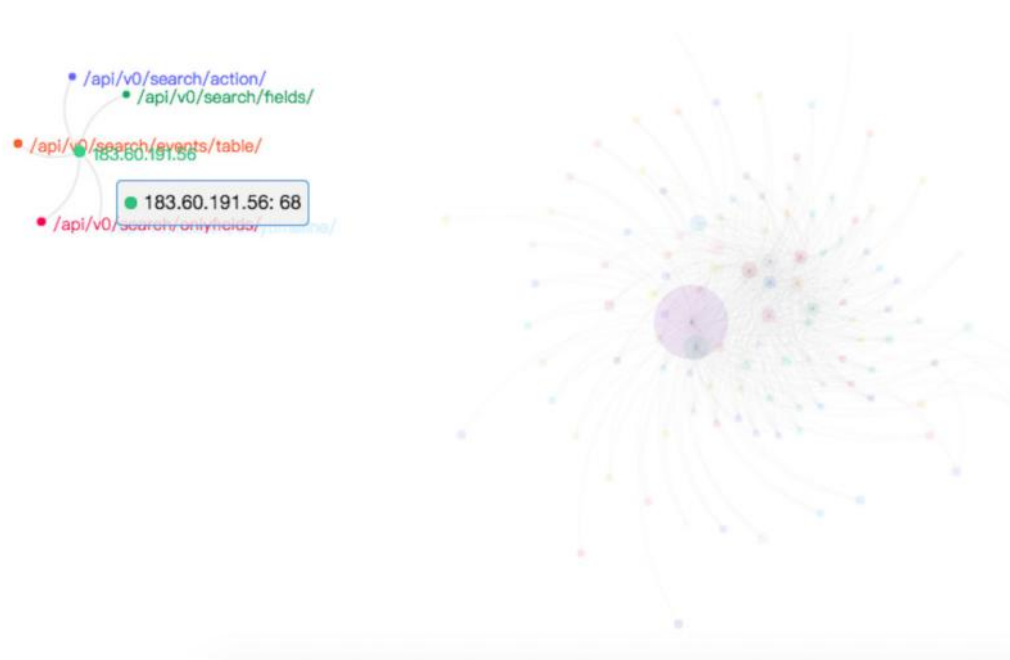 /api/v0/search/action/
/api/v0/search/fields/
/api/v0/search/events/table/
183.60.191.56
183.60.191.56: 68
/api/v0/search/onlyfields/
/timeline/